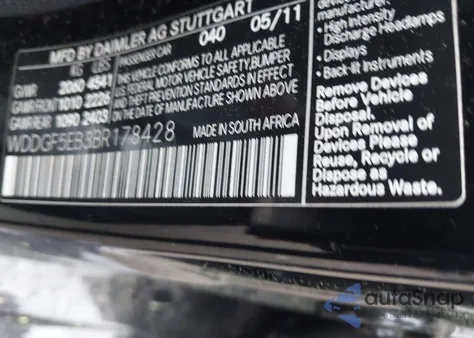 MFD BY DAIMLER AG STUTTGART
PASSENGER CAR 040 05/11
KG LBS
GVWR 2060 4541
GAWR FRONT 1010 2226
GAWR REAR 1090 2403
THIS VEHICLE CONFORMS TO ALL APPLICABLE
U.S. FEDERAL MOTOR VEHICLE SAFETY, BUMPER
AND THEFT PREVENTION STANDARDS IN EFFECT
ON THE DATE OF MANUFACTURE SHOWN ABOVE
WDDGF5EB3BR178428 MADE IN SOUTH AFRICA
manufacturer.
• High Intensity
Discharge Headlamps
• Displays
• Back-lit Instruments
Remove Devices
Before Vehicle
Disposal.
Upon Removal of
Devices Please
Reuse, Recycle or
Dispose as
Hazardous Waste.
autoSnap